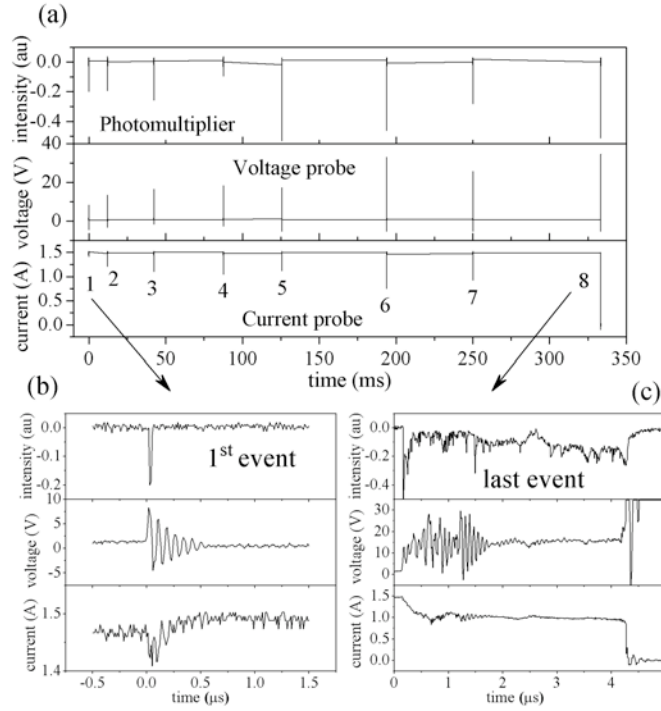 (a)
intensity (au)
0.0
-0.2
-0.4
Photomultiplier
voltage (V)
40
20
0
Voltage probe
current (A)
1.5
1.0
0.5
0.0
1 2 3 4 5 6 7 8
Current probe
0 50 100 150 200 250 300 350
time (ms)
(b)
intensity (au)
0.0
-0.1
-0.2
1st event
voltage (V)
10
5
0
-5
current (A)
1.5
1.4
-0.5 0.0 0.5 1.0 1.5
time (μs)
(c)
intensity (au)
0.0
-0.2
-0.4
last event
voltage (V)
30
20
10
0
current (A)
1.5
1.0
0.5
0.0
0 1 2 3 4
time (μs)